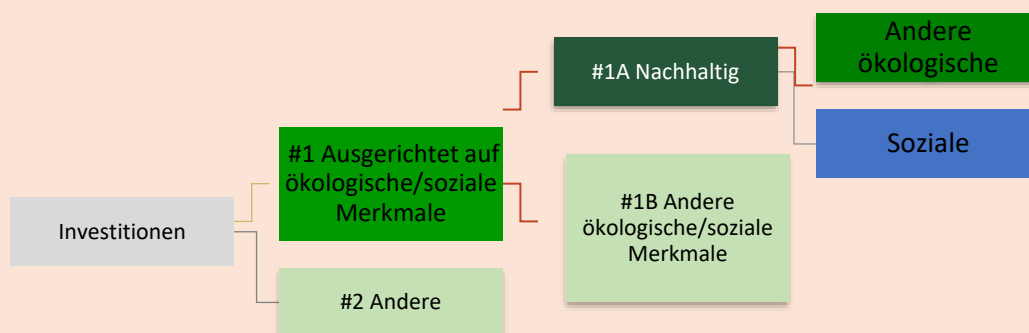 Investitionen
#1 Ausgerichtet auf
ökologische/soziale
Merkmale
#2 Andere
#1A Nachhaltig
#1B Andere
ökologische/soziale
Merkmale
Andere
ökologische
Soziale